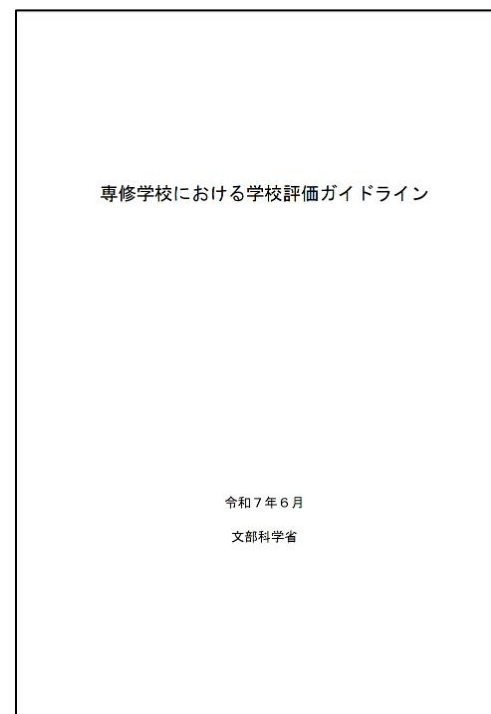 専修学校における学校評価ガイドライン
令和７年６月
文部科学省